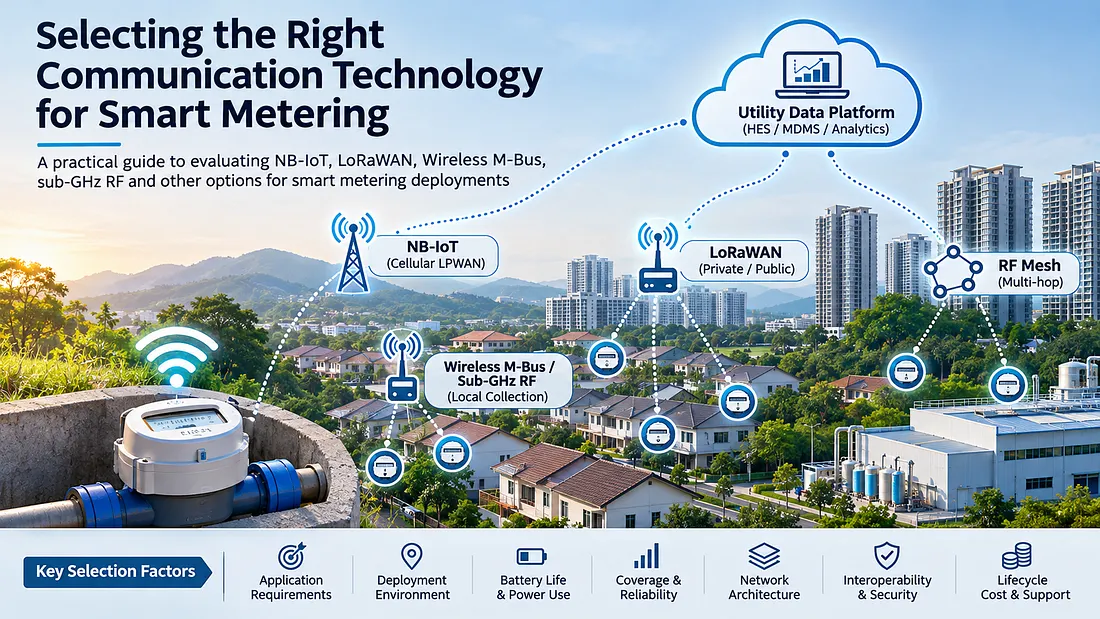 Selecting the Right
Communication Technology
for Smart Metering
A practical guide to evaluating NB-IoT, LoRaWAN, Wireless M-Bus,
sub-GHz RF and other options for smart metering deployments
Utility Data Platform
(HES / MDMS / Analytics)
NB-IoT
(Cellular LPWAN)
LoRaWAN
(Private / Public)
RF Mesh
(Multi-hop)
Wireless M-Bus /
Sub-GHz RF
(Local Collection)
Key Selection Factors
Application
Requirements
Deployment
Environment
Battery Life
& Power Use
Coverage &
Reliability
Network
Architecture
Interoperability
& Security
Lifecycle
Cost & Support